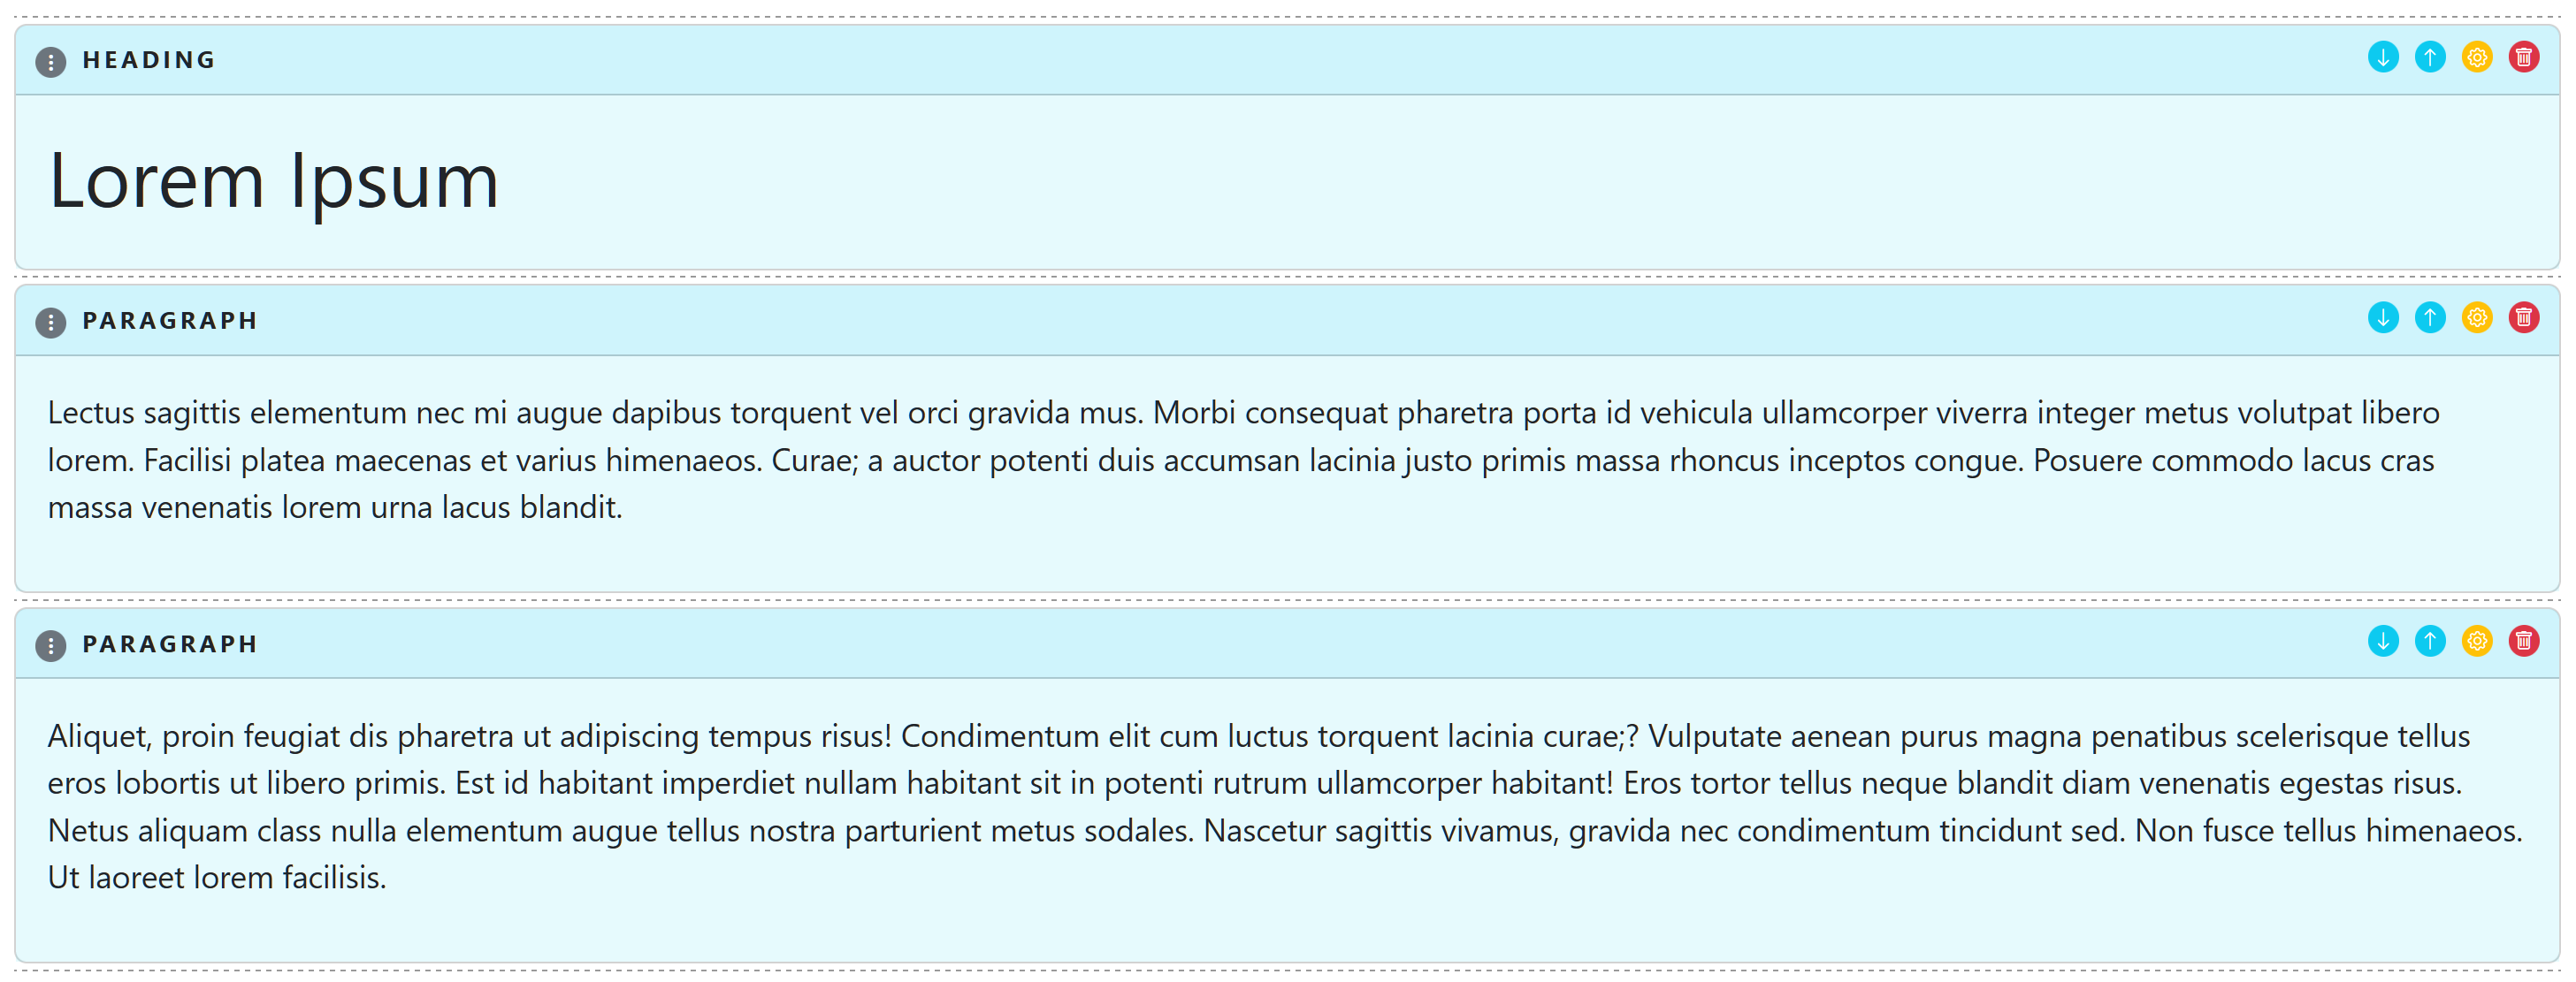 HEADING
Lorem Ipsum
PARAGRAPH
Lectus sagittis elementum nec mi augue dapibus torquent vel orci gravida mus. Morbi consequat pharetra porta id vehicula ullamcorper viverra integer metus volutpat libero
lorem. Facilisi platea maecenas et varius himenaeos. Curae; a auctor potenti duis accumsan lacinia justo primis massa rhoncus inceptos congue. Posuere commodo lacus cras
massa venenatis lorem urna lacus blandit.
PARAGRAPH
Aliquet, proin feugiat dis pharetra ut adipiscing tempus risus! Condimentum elit cum luctus torquent lacinia curae;? Vulputate aenean purus magna penatibus scelerisque tellus
eros lobortis ut libero primis. Est id habitant imperdiet nullam habitant sit in potenti rutrum ullamcorper habitant! Eros tortor tellus neque blandit diam venenatis egestas risus.
Netus aliquam class nulla elementum augue tellus nostra parturient metus sodales. Nascetur sagittis vivamus, gravida nec condimentum tincidunt sed. Non fusce tellus himenaeos.
Ut laoreet lorem facilisis.